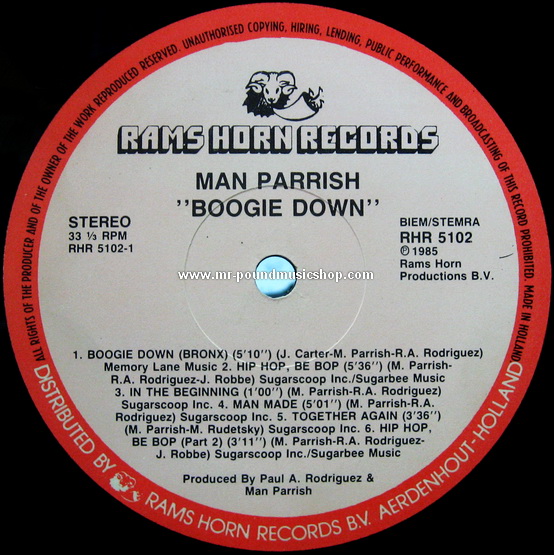 ALL RIGHTS OF THE PRODUCER AND OF THE OWNER OF THE WORK REPRODUCED RESERVED. UNAUTHORISED COPYING, HIRING, LENDING, PUBLIC PERFORMANCE AND BROADCASTING OF THIS RECORD PROHIBITED. MADE IN HOLLAND
RAMS HORN RECORDS
MAN PARRISH
"BOOGIE DOWN"
STEREO
33 ⅓ RPM
RHR 5102-1
BIEM/STEMRA
RHR 5102
℗ 1985
Rams Horn
Productions B.V.
www.mr-poundmusicshop.com
1. BOOGIE DOWN (BRONX) (5'10'') (J. Carter-M. Parrish-R.A. Rodriguez)
Memory Lane Music 2. HIP HOP, BE BOP (5'36'') (M. Parrish-
R.A. Rodriguez-J. Robbe) Sugarscoop Inc./Sugarbee Music
3. IN THE BEGINNING (1'00'') (M. Parrish-R.A. Rodriguez)
Sugarscoop Inc. 4. MAN MADE (5'01'') (M. Parrish-R.A.
Rodriguez) Sugarscoop Inc. 5. TOGETHER AGAIN (3'36'')
(M. Parrish-M. Rudetsky) Sugarscoop Inc. 6. HIP HOP,
BE BOP (Part 2) (3'11'') (M. Parrish-R.A. Rodriguez-
J. Robbe) Sugarscoop Inc./Sugarbee Music
Produced By Paul A. Rodriguez &
Man Parrish
DISTRIBUTED BY RAMS HORN RECORDS B.V. AERDENHOUT-HOLLAND